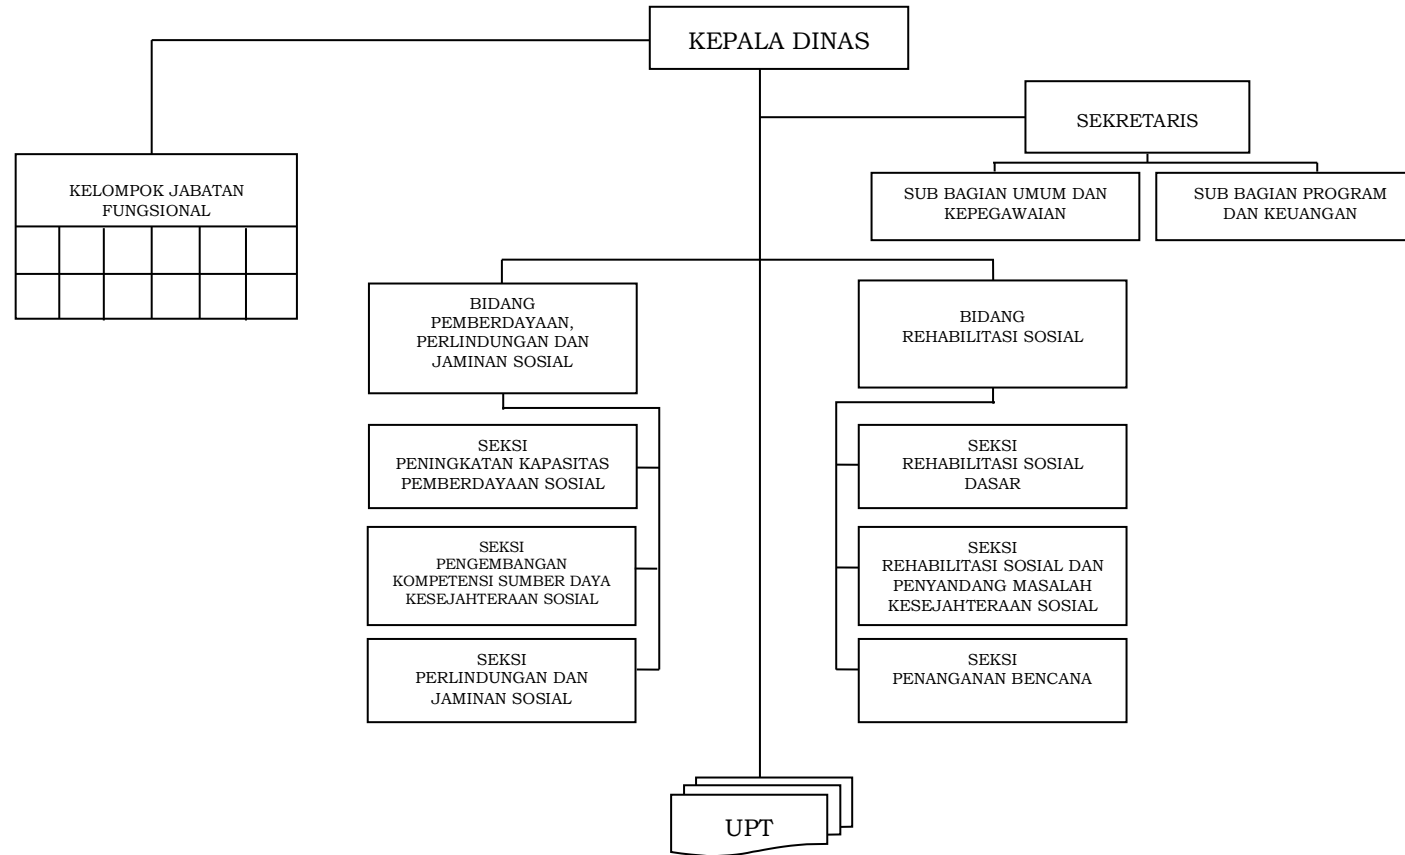 KEPALA DINAS
SEKRETARIS
KELOMPOK JABATAN
FUNGSIONAL
SUB BAGIAN UMUM DAN
KEPEGAWAIAN
SUB BAGIAN PROGRAM
DAN KEUANGAN
BIDANG
PEMBERDAYAAN,
PERLINDUNGAN DAN
JAMINAN SOSIAL
BIDANG
REHABILITASI SOSIAL
SEKSI
PENINGKATAN KAPASITAS
PEMBERDAYAAN SOSIAL
SEKSI
REHABILITASI SOSIAL
DASAR
SEKSI
PENGEMBANGAN
KOMPETENSI SUMBER DAYA
KESEJAHTERAAN SOSIAL
SEKSI
REHABILITASI SOSIAL DAN
PENYANDANG MASALAH
KESEJAHTERAAN SOSIAL
SEKSI
PERLINDUNGAN DAN
JAMINAN SOSIAL
SEKSI
PENANGANAN BENCANA
UPT